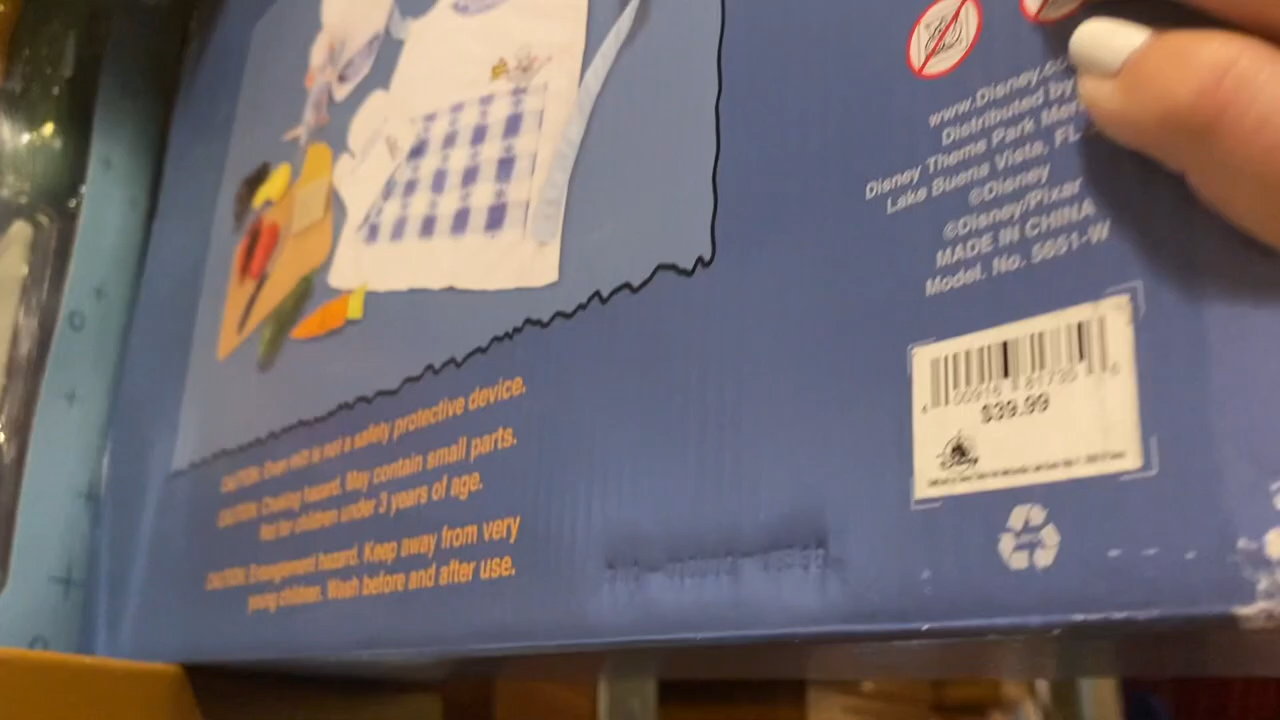 www.Disney.co
Distributed by
Disney Theme Park Mer
Lake Buena Vista, FL
©Disney
©Disney/Pixar
MADE IN CHINA
Model. No. 5651-W
$39.99
Disney
CAUTION: Oven mitt is not a safety protective device.
CAUTION: Choking hazard. May contain small parts.
Not for children under 3 years of age.
CAUTION: Entanglement hazard. Keep away from very
young children. Wash before and after use.